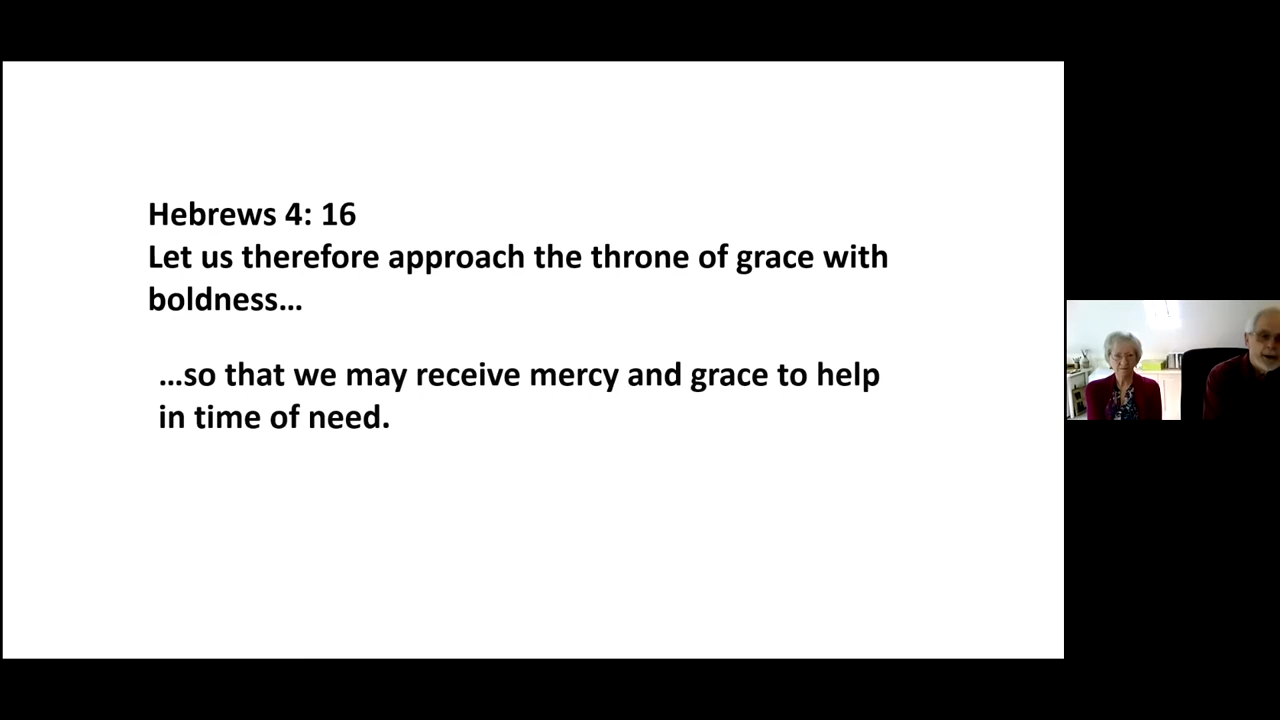 Hebrews 4: 16
Let us therefore approach the throne of grace with
boldness…
…so that we may receive mercy and grace to help
in time of need.